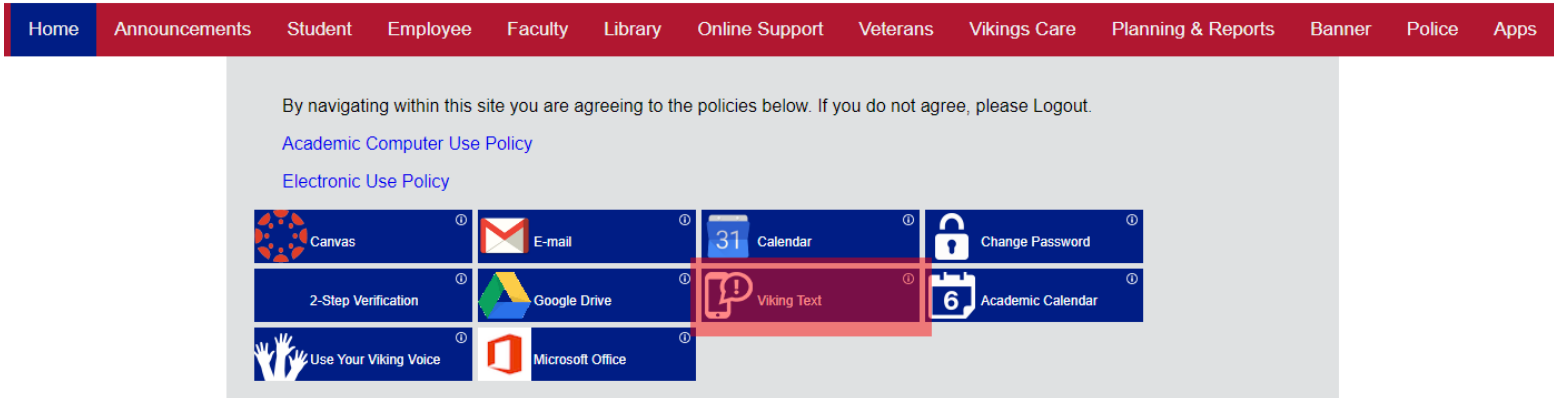 Home Announcements Student Employee Faculty Library Online Support Veterans Vikings Care Planning & Reports Banner Police Apps
By navigating within this site you are agreeing to the policies below. If you do not agree, please Logout.
Academic Computer Use Policy
Electronic Use Policy
Canvas E-mail 31 Calendar Change Password
2-Step Verification Google Drive Viking Text 6 Academic Calendar
Use Your Viking Voice Microsoft Office